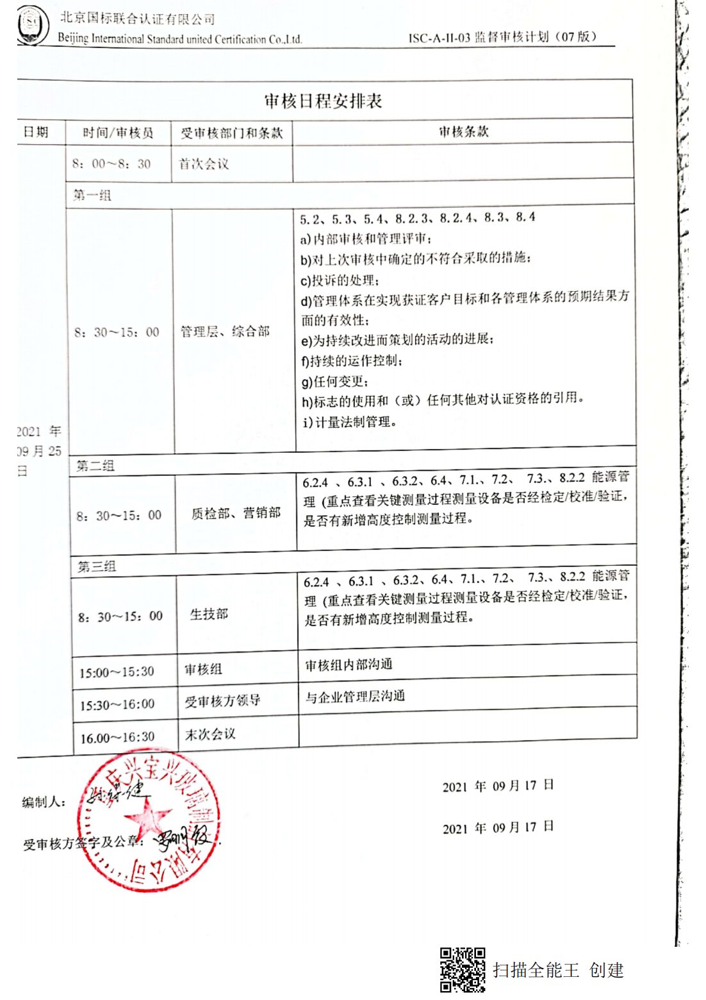 北京国标联合认证有限公司
Beijing International Standard united Certification Co.,Ltd.
ISC-A-II-03 监督审核计划（07 版）
审核日程安排表
日期 时间/审核员 受审核部门和条款 审核条款
8：00～8：30 首次会议
第一组
5.2、5.3、5.4、8.2.3、8.2.4、8.3、8.4
a)内部审核和管理评审；
b)对上次审核中确定的不符合采取的措施；
c)投诉的处理；
d)管理体系在实现获证客户目标和各管理体系的预期结果方
面的有效性；
8：30～15：00 管理层、综合部
e)为持续改进而策划的活动的进展；
f)持续的运作控制；
g)任何变更；
h)标志的使用和（或）任何其他对认证资格的引用。
i)计量法制管理。
2021 年
09 月 25
日
第二组
8：30～15：00 质检部、营销部
6.2.4 、6.3.1 、6.3.2、6.4、7.1.、7.2、 7.3.、8.2.2 能源管
理（重点查看关键测量过程测量设备是否经检定/校准/验证，
是否有新增高度控制测量过程。
第三组
8：30～15：00 生技部
6.2.4 、6.3.1 、6.3.2、6.4、7.1.、7.2、 7.3.、8.2.2 能源管
理（重点查看关键测量过程测量设备是否经检定/校准/验证，
是否有新增高度控制测量过程。
15:00～15:30 审核组 审核组内部沟通
15:30～16:00 受审核方领导 与企业管理层沟通
16.00～16:30 末次会议
编制人：
2021 年 09 月 17 日
受审核方签字及公章：
2021 年 09 月 17 日
兴宝兴玻璃制
有限公司
扫描全能王 创建